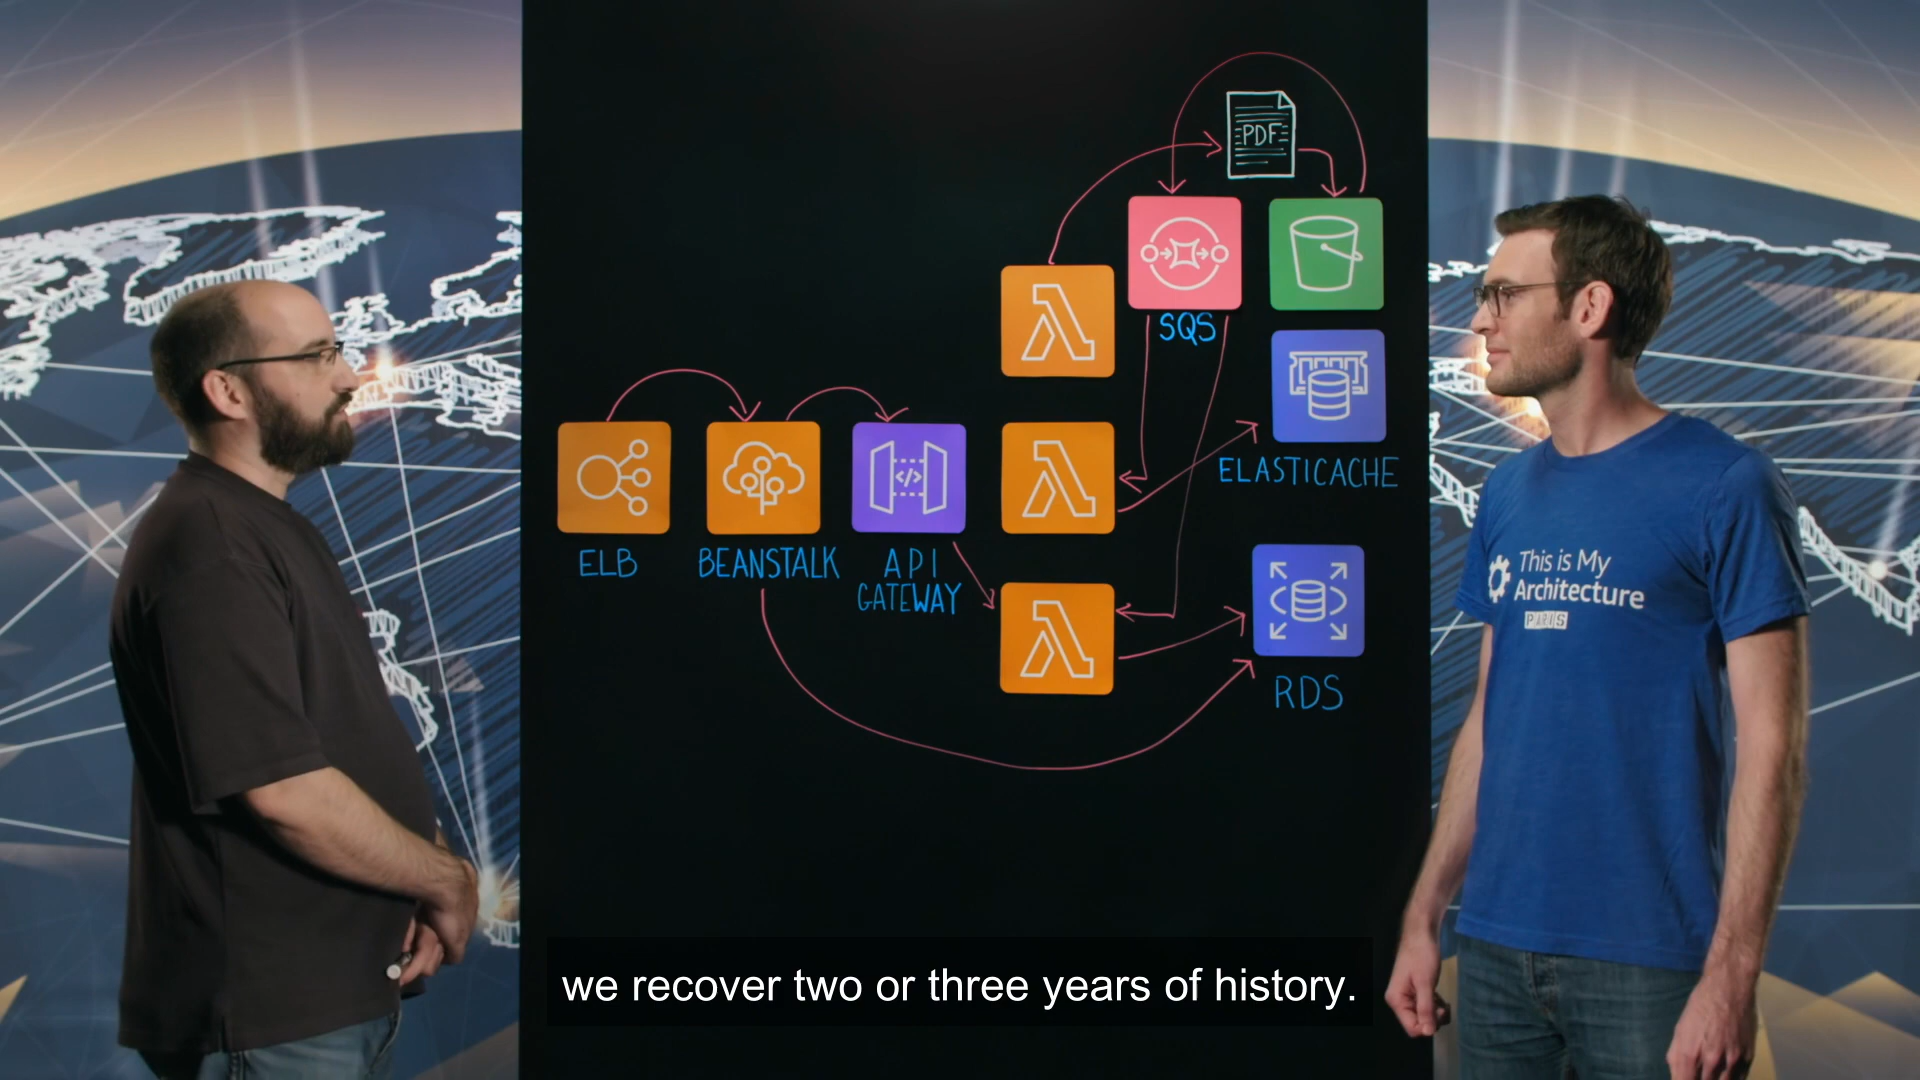 PDF
SQS
ELASTICACHE
ELB
BEANSTALK
API
GATEWAY
</>
RDS
This is My
Architecture
PARIS
we recover two or three years of history.